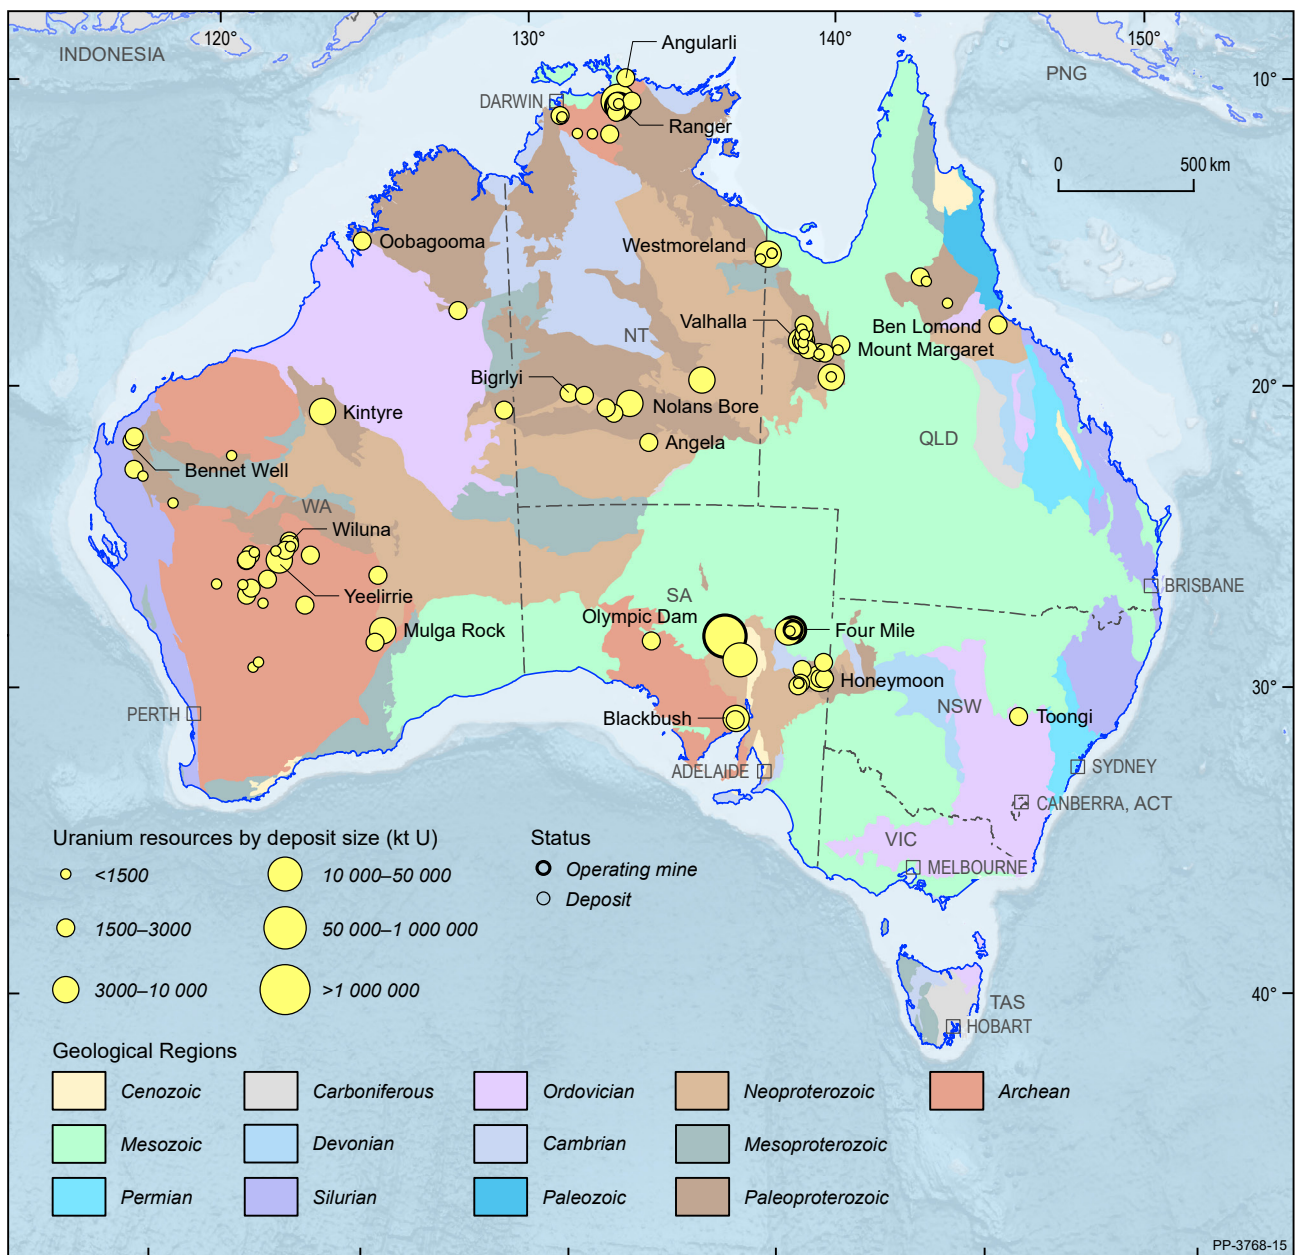 120°
130°
140°
150°
INDONESIA
Angularli
PNG
10°
DARWIN
Ranger
0
500 km
Oobagooma
Westmoreland
Valhalla
NT
Ben Lomond
Mount Margaret
Bigrlyi
20°
Kintyre
Nolans Bore
QLD
Angela
Bennet Well
WA
Wiluna
BRISBANE
Yeelirrie
SA
Olympic Dam
Mulga Rock
Four Mile
Honeymoon
30°
NSW
PERTH
Blackbush
Toongi
ADELAIDE
SYDNEY
CANBERRA, ACT
VIC
MELBOURNE
Uranium resources by deposit size (kt U)
<1500
10 000–50 000
1500–3000
50 000–1 000 000
3000–10 000
>1 000 000
Status
Operating mine
Deposit
40°
TAS
HOBART
Geological Regions
Cenozoic
Carboniferous
Ordovician
Neoproterozoic
Archean
Mesozoic
Devonian
Cambrian
Mesoproterozoic
Permian
Silurian
Paleozoic
Paleoproterozoic
PP-3768-15